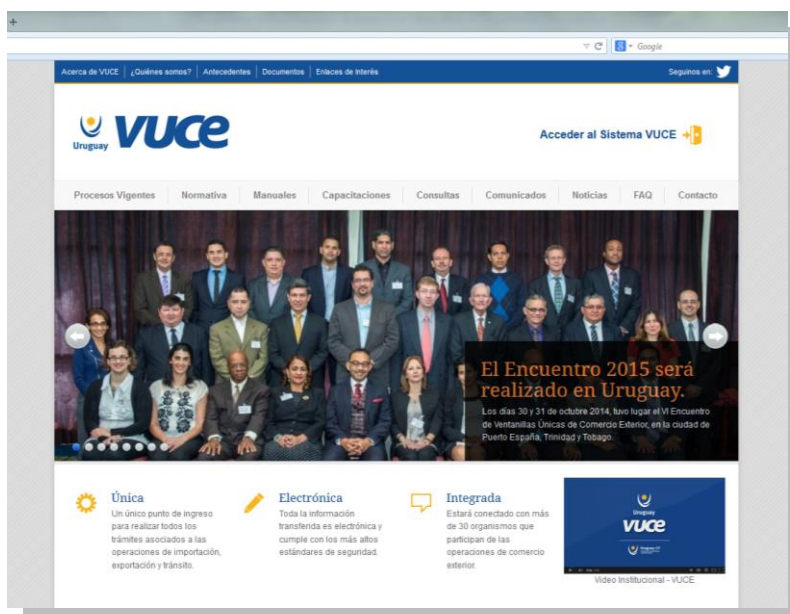 +
Google
Acerca de VUCE | ¿Quiénes somos? | Antecedentes | Documentos | Enlaces de Interés
Seguinos en:
Uruguay
VUCE
Acceder al Sistema VUCE
Procesos Vigentes Normativa Manuales Capacitaciones Consultas Comunicados Noticias FAQ Contacto
El Encuentro 2015 será
realizado en Uruguay.
Los días 30 y 31 de octubre 2014, tuvo lugar el VI Encuentro
de Ventanillas Únicas de Comercio Exterior, en la ciudad de
Puerto España, Trinidad y Tobago.
Única
Un único punto de ingreso
para realizar todos los
trámites asociados a las
operaciones de importación,
exportación y tránsito.
Electrónica
Toda la información
transferida es electrónica y
cumple con los más altos
estándares de seguridad.
Integrada
Estará conectado con más
de 30 organismos que
participan de las
operaciones de comercio
exterior.
Uruguay
VUCE
Video Institucional - VUCE